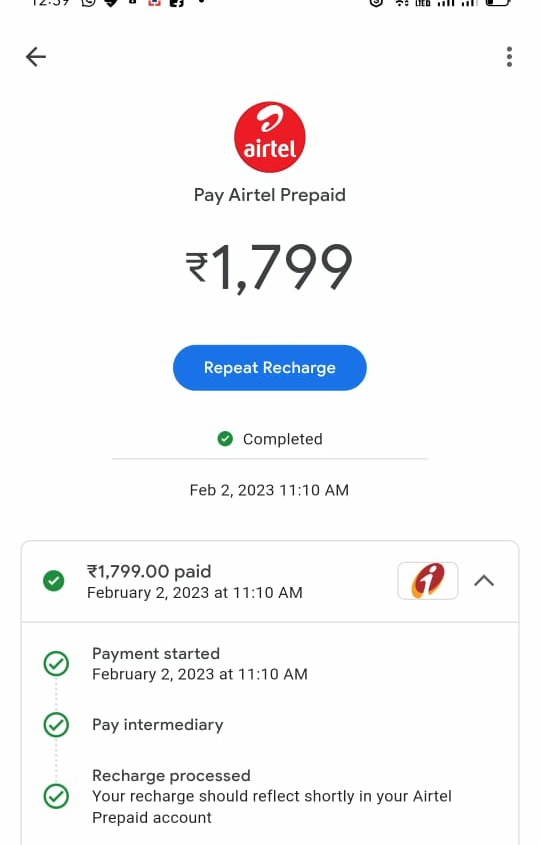 airtel
Pay Airtel Prepaid
₹1,799
Repeat Recharge
Completed
Feb 2, 2023 11:10 AM
₹1,799.00 paid
February 2, 2023 at 11:10 AM
Payment started
February 2, 2023 at 11:10 AM
Pay intermediary
Recharge processed
Your recharge should reflect shortly in your Airtel
Prepaid account